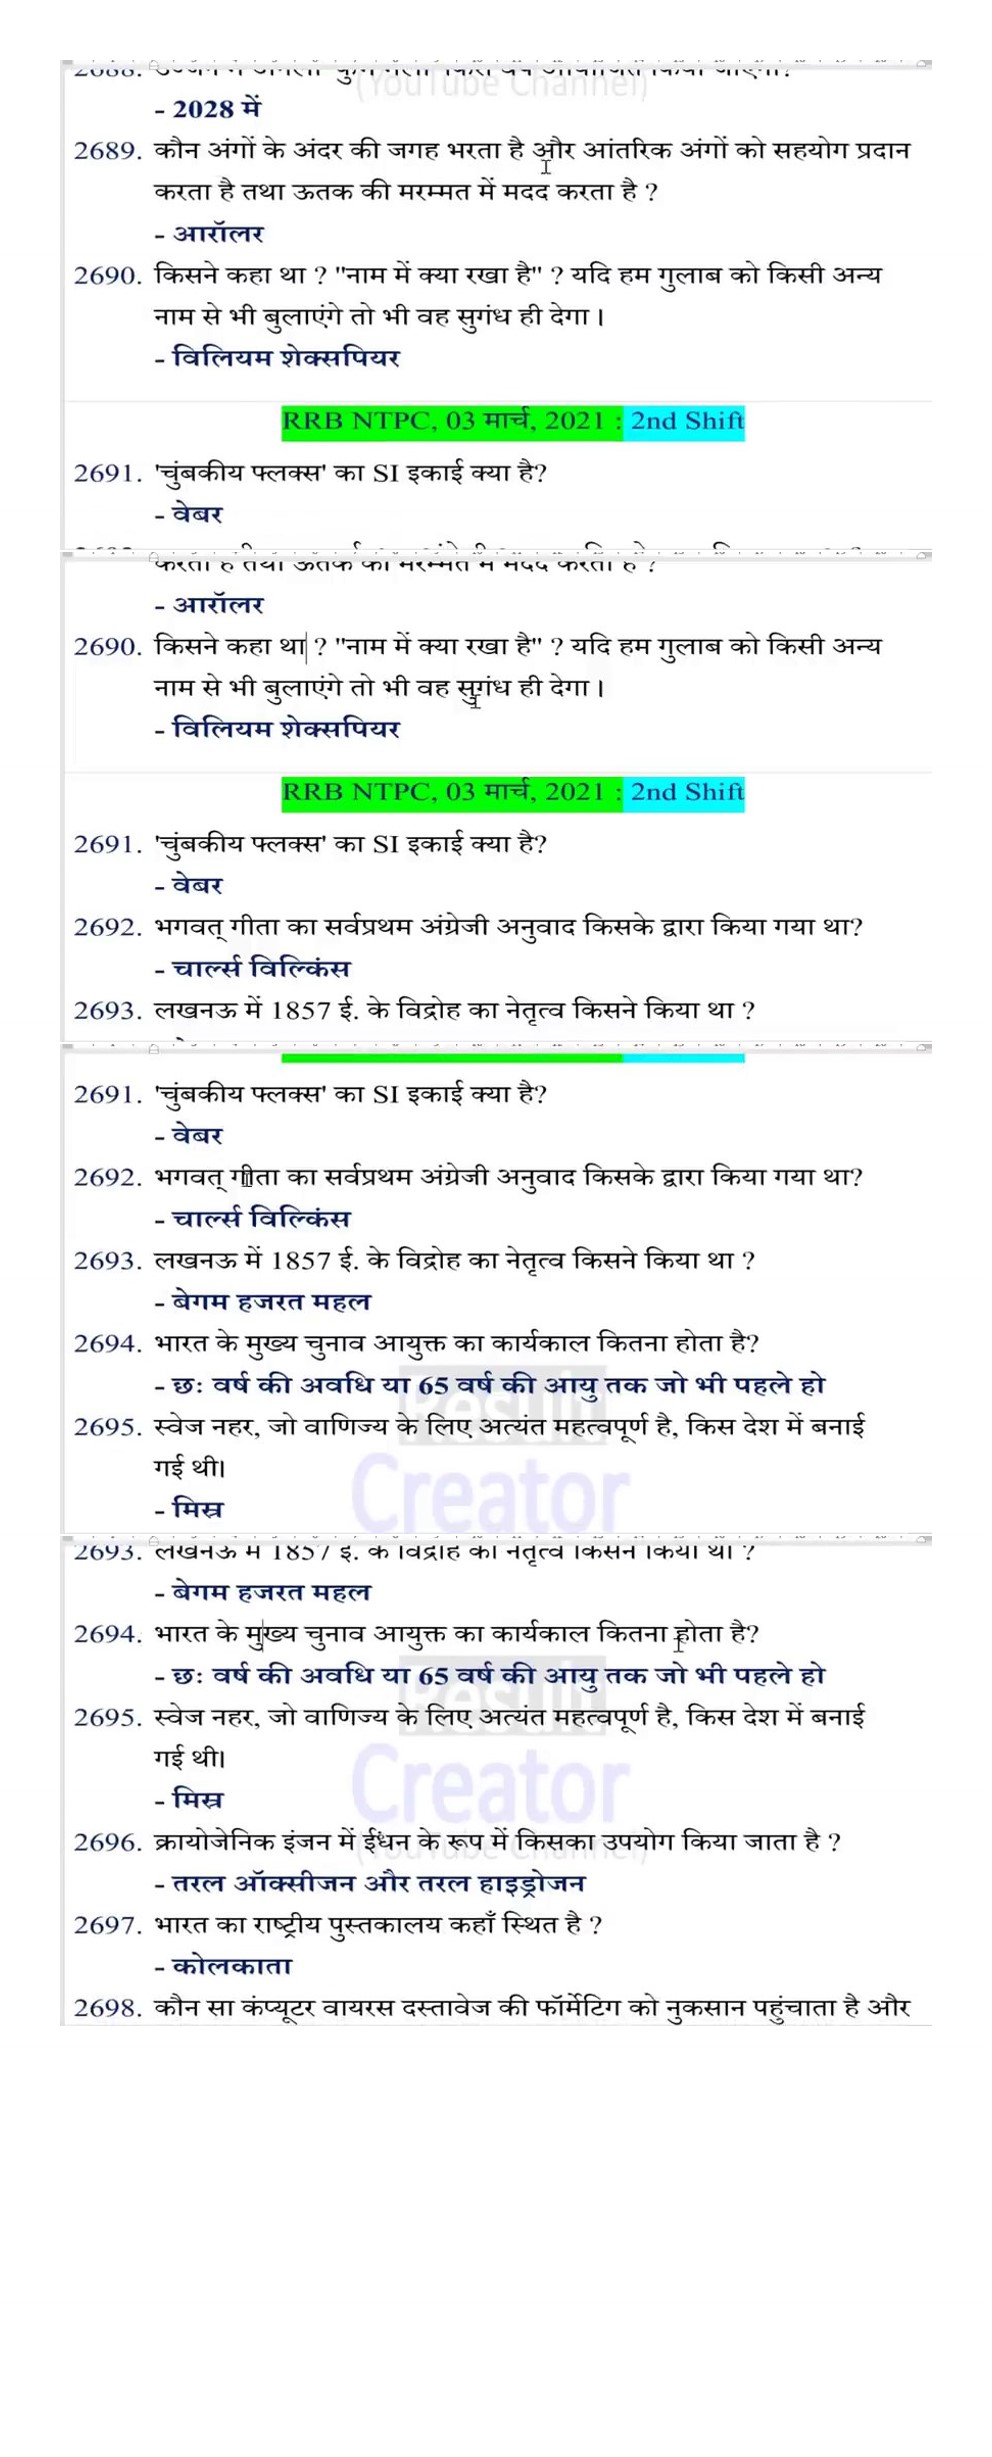 (YouTube Channel)
- 2028 में
2689. कौन अंगों के अंदर की जगह भरता है और आंतरिक अंगों को सहयोग प्रदान
करता है तथा ऊतक की मरम्मत में मदद करता है ?
- आरॉलर
2690. किसने कहा था ? "नाम में क्या रखा है" ? यदि हम गुलाब को किसी अन्य
नाम से भी बुलाएंगे तो भी वह सुगंध ही देगा ।
- विलियम शेक्सपियर
RRB NTPC, 03 मार्च, 2021 : 2nd Shift
2691. 'चुंबकीय फ्लक्स' का SI इकाई क्या है?
- वेबर
करता है तथा ऊतक की मरम्मत में मदद करता है ?
- आरॉलर
2690. किसने कहा था ? "नाम में क्या रखा है" ? यदि हम गुलाब को किसी अन्य
नाम से भी बुलाएंगे तो भी वह सुगंध ही देगा ।
- विलियम शेक्सपियर
RRB NTPC, 03 मार्च, 2021 : 2nd Shift
2691. 'चुंबकीय फ्लक्स' का SI इकाई क्या है?
- वेबर
2692. भगवत् गीता का सर्वप्रथम अंग्रेजी अनुवाद किसके द्वारा किया गया था?
- चार्ल्स विल्किंस
2693. लखनऊ में 1857 ई. के विद्रोह का नेतृत्व किसने किया था ?
2691. 'चुंबकीय फ्लक्स' का SI इकाई क्या है?
- वेबर
2692. भगवत् गीता का सर्वप्रथम अंग्रेजी अनुवाद किसके द्वारा किया गया था?
- चार्ल्स विल्किंस
2693. लखनऊ में 1857 ई. के विद्रोह का नेतृत्व किसने किया था ?
- बेगम हजरत महल
2694. भारत के मुख्य चुनाव आयुक्त का कार्यकाल कितना होता है?
- छः वर्ष की अवधि या 65 वर्ष की आयु तक जो भी पहले हो
Result
2695. स्वेज नहर, जो वाणिज्य के लिए अत्यंत महत्वपूर्ण है, किस देश में बनाई
गई थी।
Creator
- मिस्र
2693. लखनऊ में 1857 ई. के विद्रोह का नेतृत्व किसने किया था ?
- बेगम हजरत महल
2694. भारत के मुख्य चुनाव आयुक्त का कार्यकाल कितना होता है?
- छः वर्ष की अवधि या 65 वर्ष की आयु तक जो भी पहले हो
Result
2695. स्वेज नहर, जो वाणिज्य के लिए अत्यंत महत्वपूर्ण है, किस देश में बनाई
गई थी।
Creator
- मिस्र
2696. क्रायोजेनिक इंजन में ईंधन के रूप में किसका उपयोग किया जाता है ?
(YouTube Channel)
- तरल ऑक्सीजन और तरल हाइड्रोजन
2697. भारत का राष्ट्रीय पुस्तकालय कहाँ स्थित है ?
- कोलकाता
2698. कौन सा कंप्यूटर वायरस दस्तावेज की फॉर्मेटिग को नुकसान पहुंचाता है और